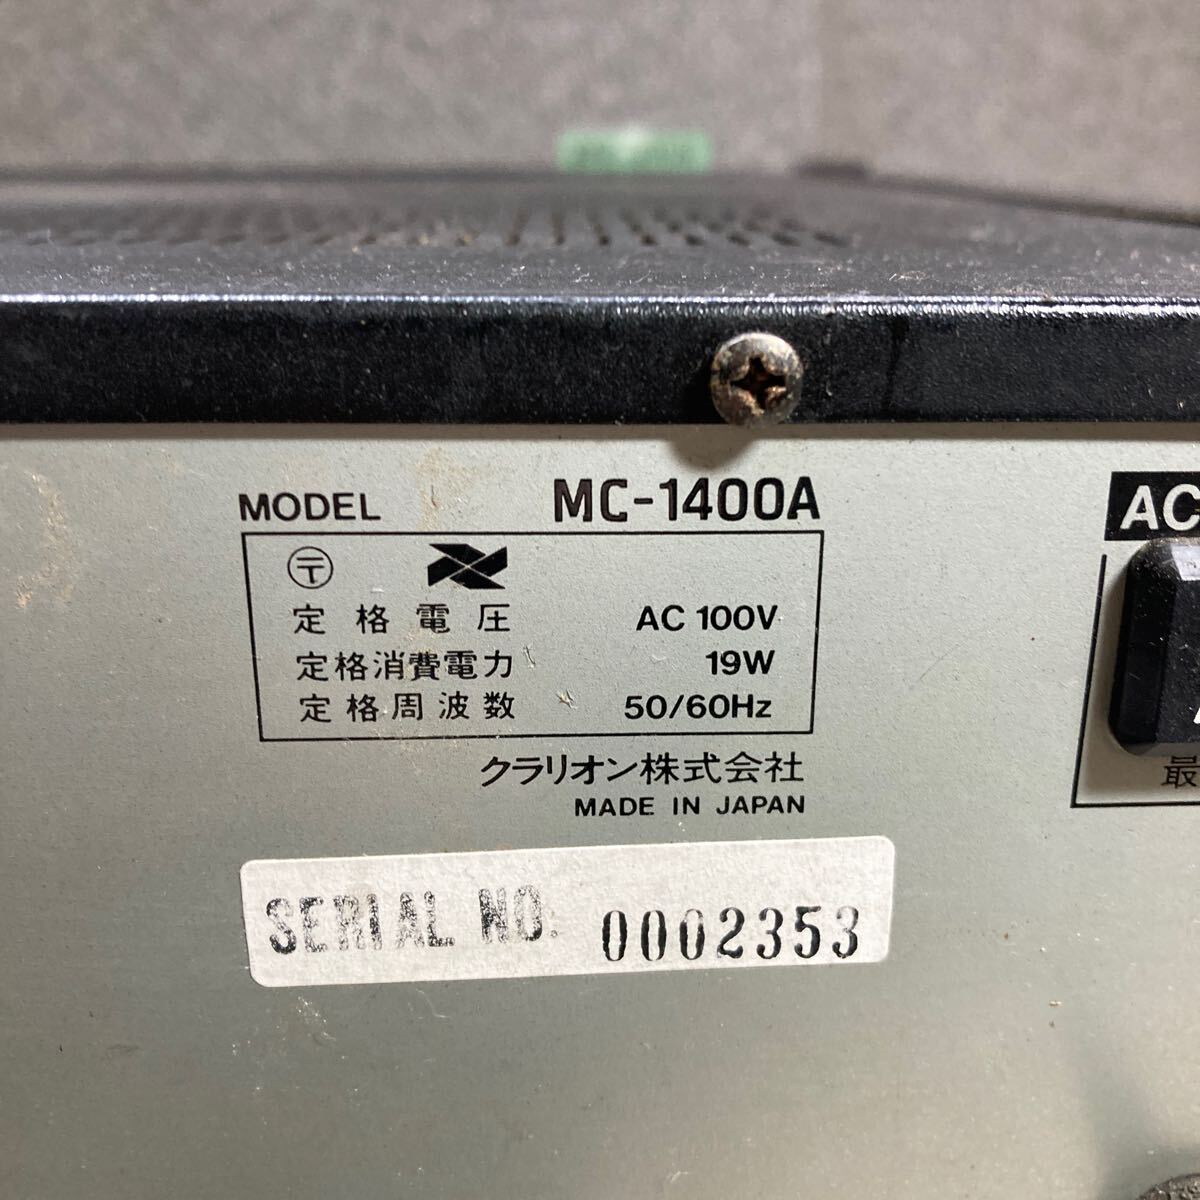 MODEL MC-1400A
〒
定格電圧 AC 100V
定格消費電力 19W
定格周波数 50/60Hz
クラリオン株式会社
MADE IN JAPAN
SERIAL NO. 0002353
AC
最